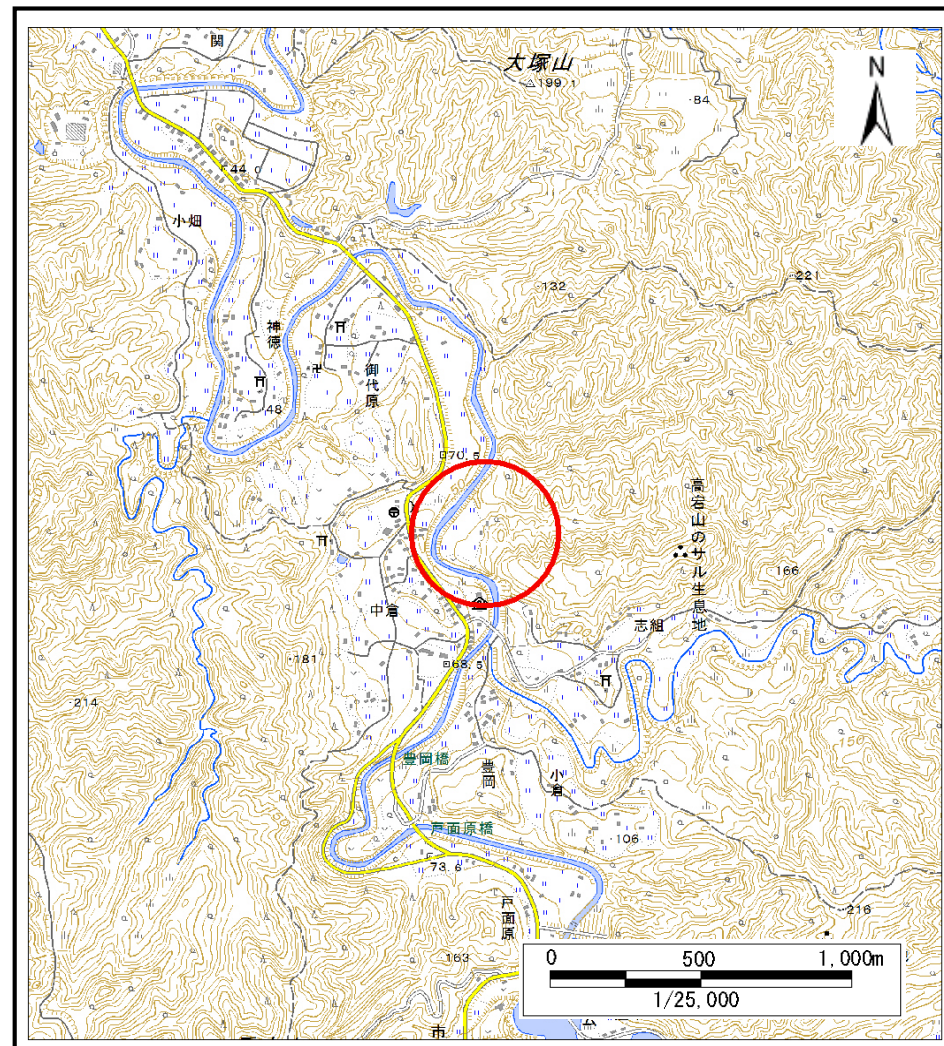 関
大塚山
199.1
84
N
44
小畑
221
132
神徳
御代原
48
70.5
高宕山のサル生息地
166
中倉
志組
181
68.5
214
豊岡橋
豊岡
小倉
戸面原橋
106
73.6
戸面原
216
163
0 500 1,000m
1/25,000
市